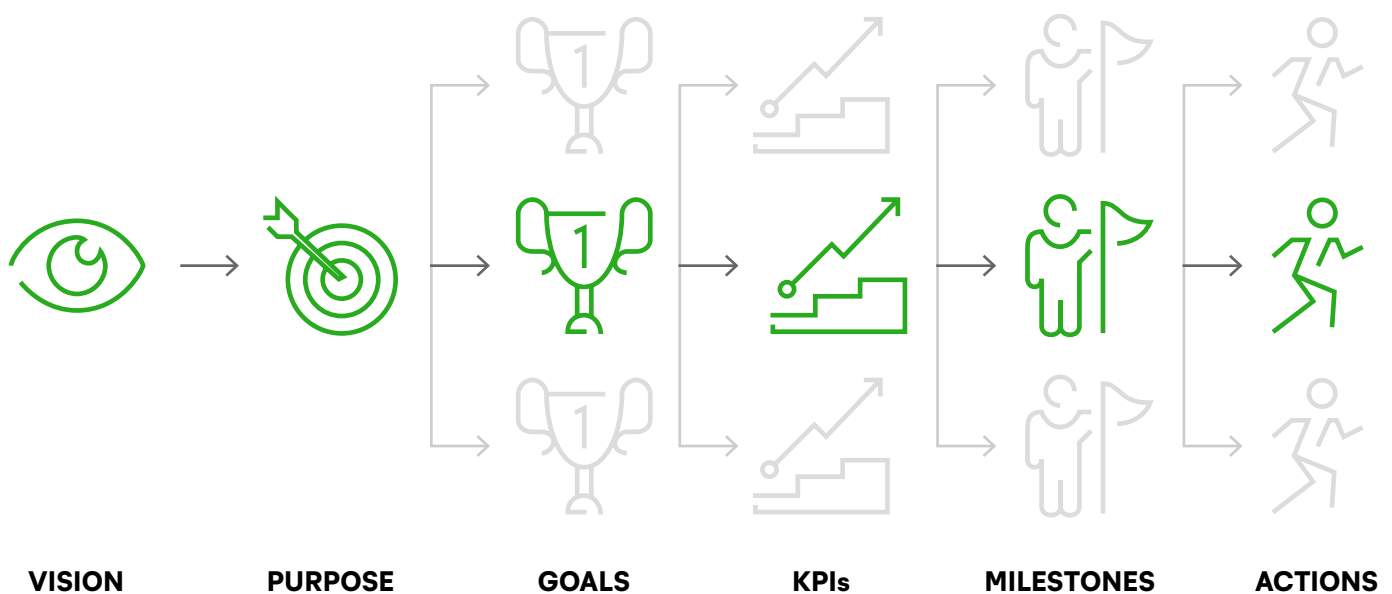 1
1
1
VISION
PURPOSE
GOALS
KPIs
MILESTONES
ACTIONS